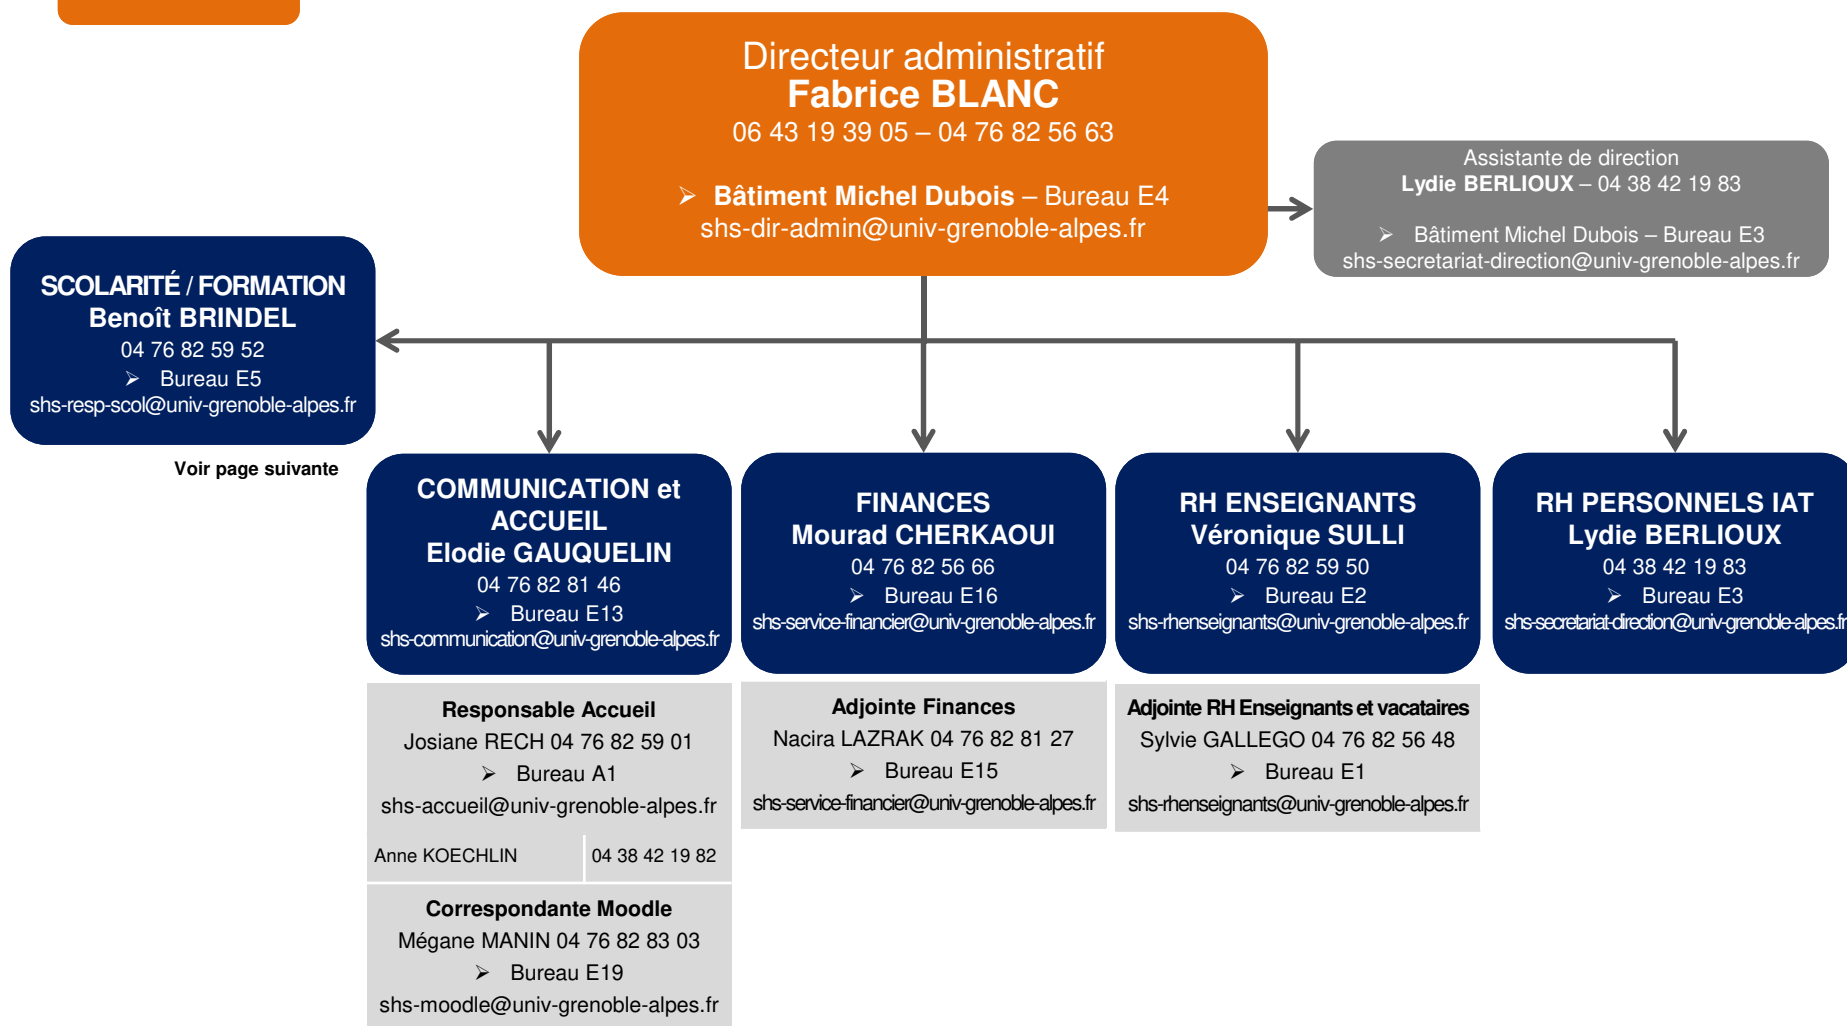 Directeur administratif
Fabrice BLANC
06 43 19 39 05 – 04 76 82 56 63
➢ Bâtiment Michel Dubois – Bureau E4
shs-dir-admin@univ-grenoble-alpes.fr
Assistante de direction
Lydie BERLIOUX – 04 38 42 19 83
➢ Bâtiment Michel Dubois – Bureau E3
shs-secretariat-direction@univ-grenoble-alpes.fr
SCOLARITÉ / FORMATION
Benoît BRINDEL
04 76 82 59 52
➢ Bureau E5
shs-resp-scol@univ-grenoble-alpes.fr
Voir page suivante
COMMUNICATION et
ACCUEIL
Elodie GAUQUELIN
04 76 82 81 46
➢ Bureau E13
shs-communication@univ-grenoble-alpes.fr
FINANCES
Mourad CHERKAOUI
04 76 82 56 66
➢ Bureau E16
shs-service-financier@univ-grenoble-alpes.fr
RH ENSEIGNANTS
Véronique SULLI
04 76 82 59 50
➢ Bureau E2
shs-rhenseignants@univ-grenoble-alpes.fr
RH PERSONNELS IAT
Lydie BERLIOUX
04 38 42 19 83
➢ Bureau E3
shs-secretariat-direction@univ-grenoble-alpes.fr
Responsable Accueil
Josiane RECH 04 76 82 59 01
➢ Bureau A1
shs-accueil@univ-grenoble-alpes.fr
Anne KOECHLIN 04 38 42 19 82
Correspondante Moodle
Mégane MANIN 04 76 82 83 03
➢ Bureau E19
shs-moodle@univ-grenoble-alpes.fr
Adjointe Finances
Nacira LAZRAK 04 76 82 81 27
➢ Bureau E15
shs-service-financier@univ-grenoble-alpes.fr
Adjointe RH Enseignants et vacataires
Sylvie GALLEGO 04 76 82 56 48
➢ Bureau E1
shs-rhenseignants@univ-grenoble-alpes.fr